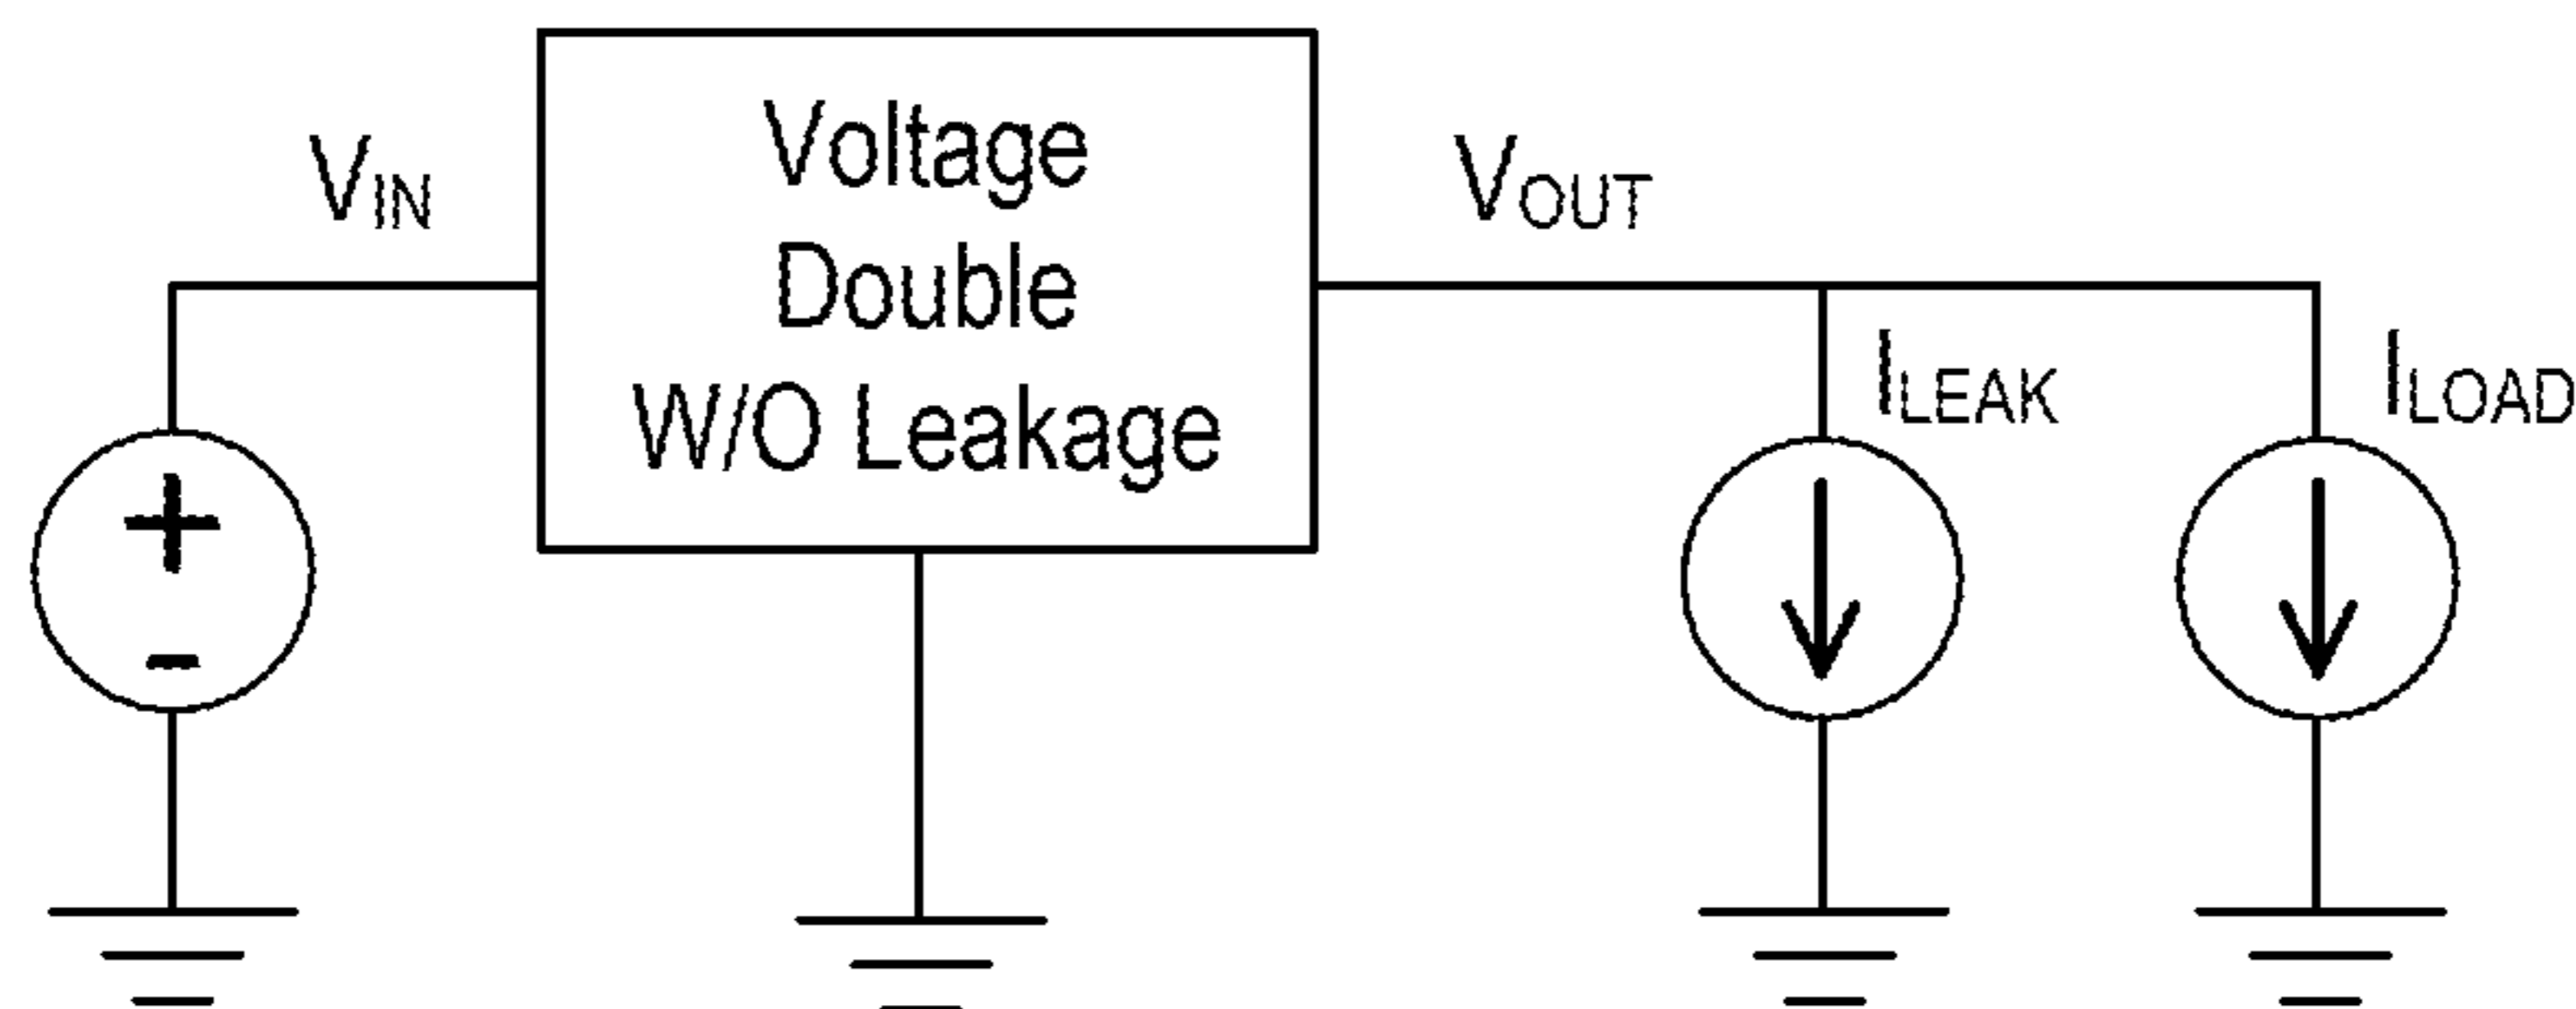 Voltage
Double
W/O Leakage
VIN
VOUT
ILEAK
ILOAD
+
-